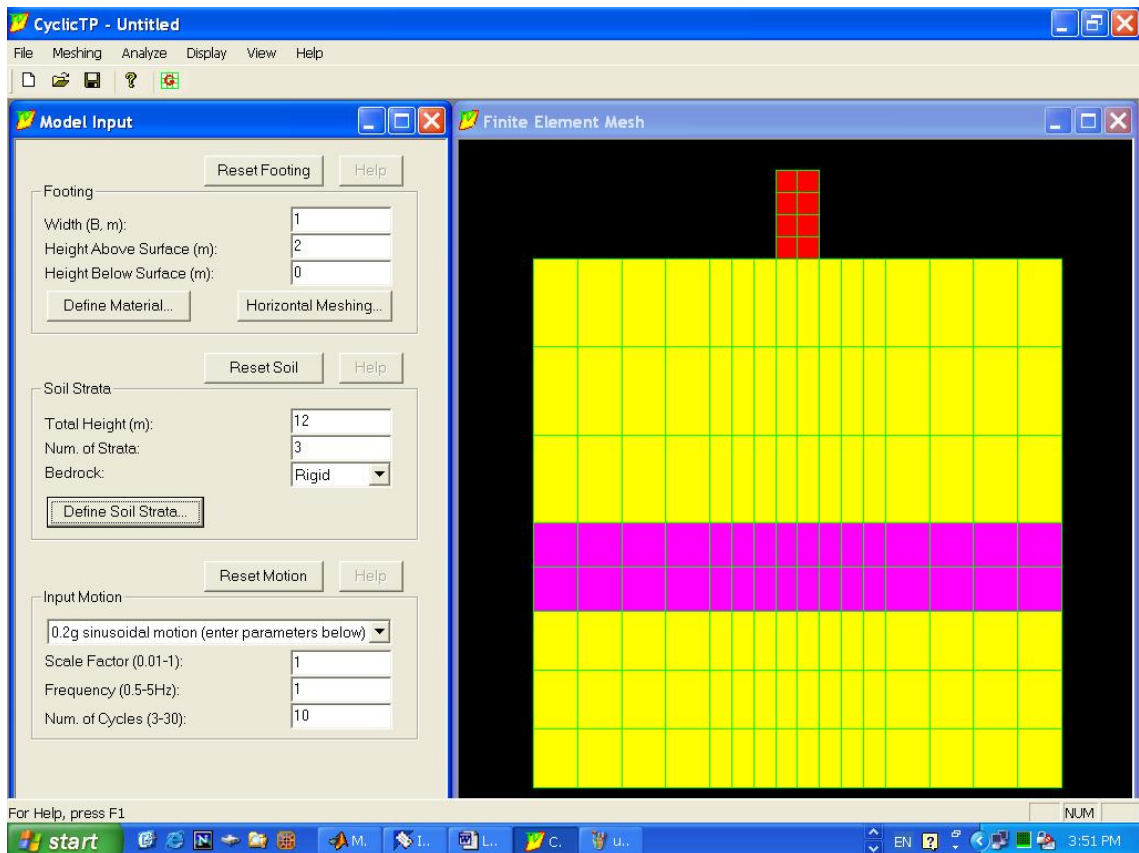 CyclicTP - Untitled
File Meshing Analyze Display View Help
Model Input
Reset Footing Help
Footing
Width (B, m): 1
Height Above Surface (m): 2
Height Below Surface (m): 0
Define Material... Horizontal Meshing...
Reset Soil Help
Soil Strata
Total Height (m): 12
Num. of Strata: 3
Bedrock: Rigid
Define Soil Strata...
Reset Motion Help
Input Motion
0.2g sinusoidal motion (enter parameters below)
Scale Factor (0.01-1): 1
Frequency (0.5-5Hz): 1
Num. of Cycles (3-30): 10
Finite Element Mesh
For Help, press F1 NUM
start M. I.. L.. C. u.. EN 3:51 PM